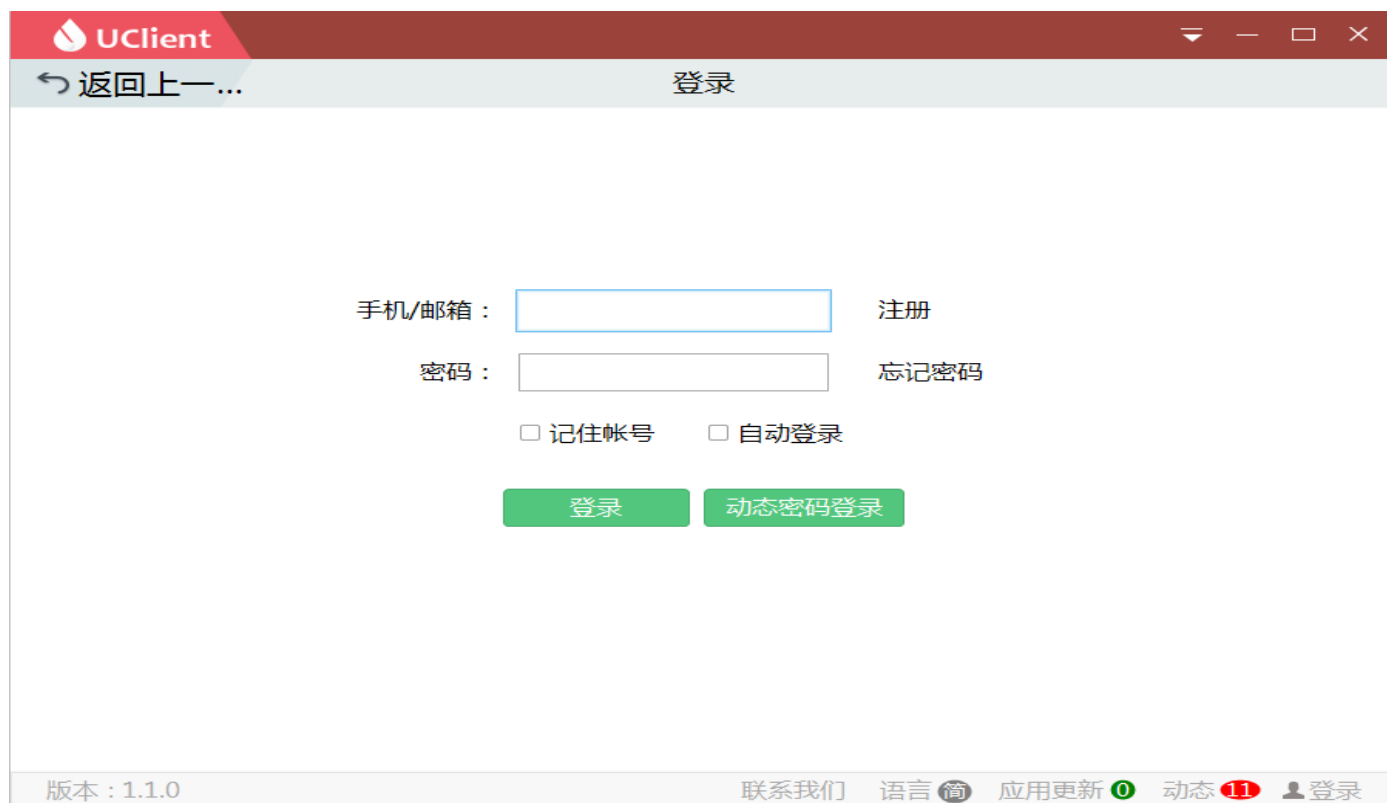 UClient
返回上一...
登录
手机/邮箱：
注册
密码：
忘记密码
记住帐号 自动登录
登录 动态密码登录
版本：1.1.0 联系我们 语言 简 应用更新 0 动态 11 登录